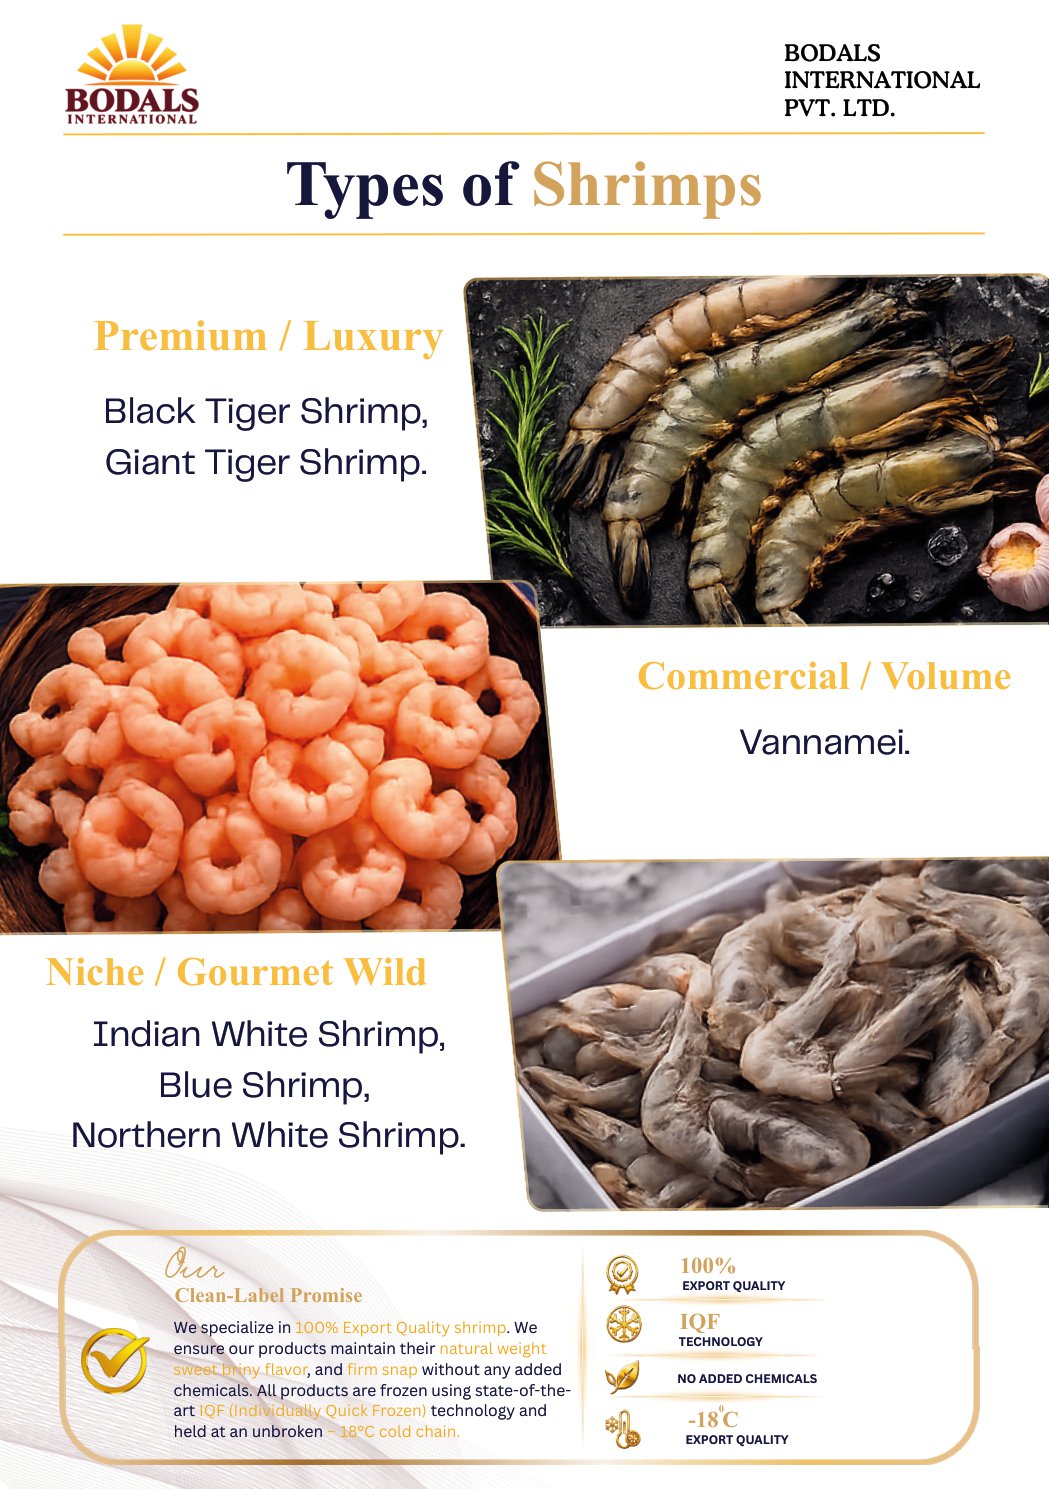 BODALS
INTERNATIONAL
BODALS
INTERNATIONAL
PVT. LTD.
Types of Shrimps
Premium / Luxury
Black Tiger Shrimp,
Giant Tiger Shrimp.
Commercial / Volume
Vannamei.
Niche / Gourmet Wild
Indian White Shrimp,
Blue Shrimp,
Northern White Shrimp.
Our
Clean-Label Promise
We specialize in 100% Export Quality shrimp. We
ensure our products maintain their natural weight
sweet briny flavor, and firm snap without any added
chemicals. All products are frozen using state-of-the-
art IQF (Individually Quick Frozen) technology and
held at an unbroken – 18°C cold chain.
100%
EXPORT QUALITY
IQF
TECHNOLOGY
NO ADDED CHEMICALS
-18°C
EXPORT QUALITY